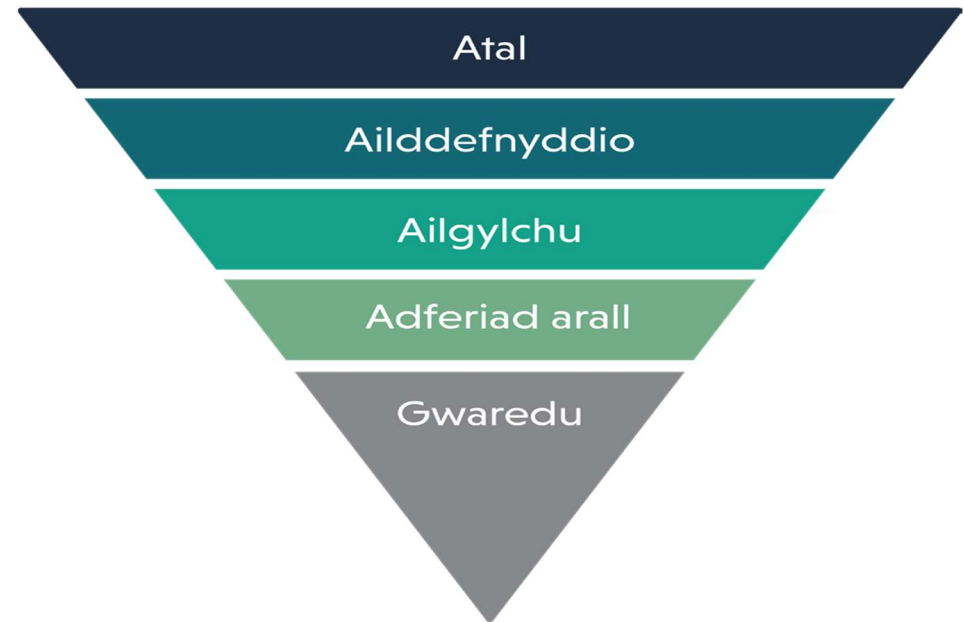 Atal
Ailddefnyddio
Ailgylchu
Adferiad arall
Gwaredu